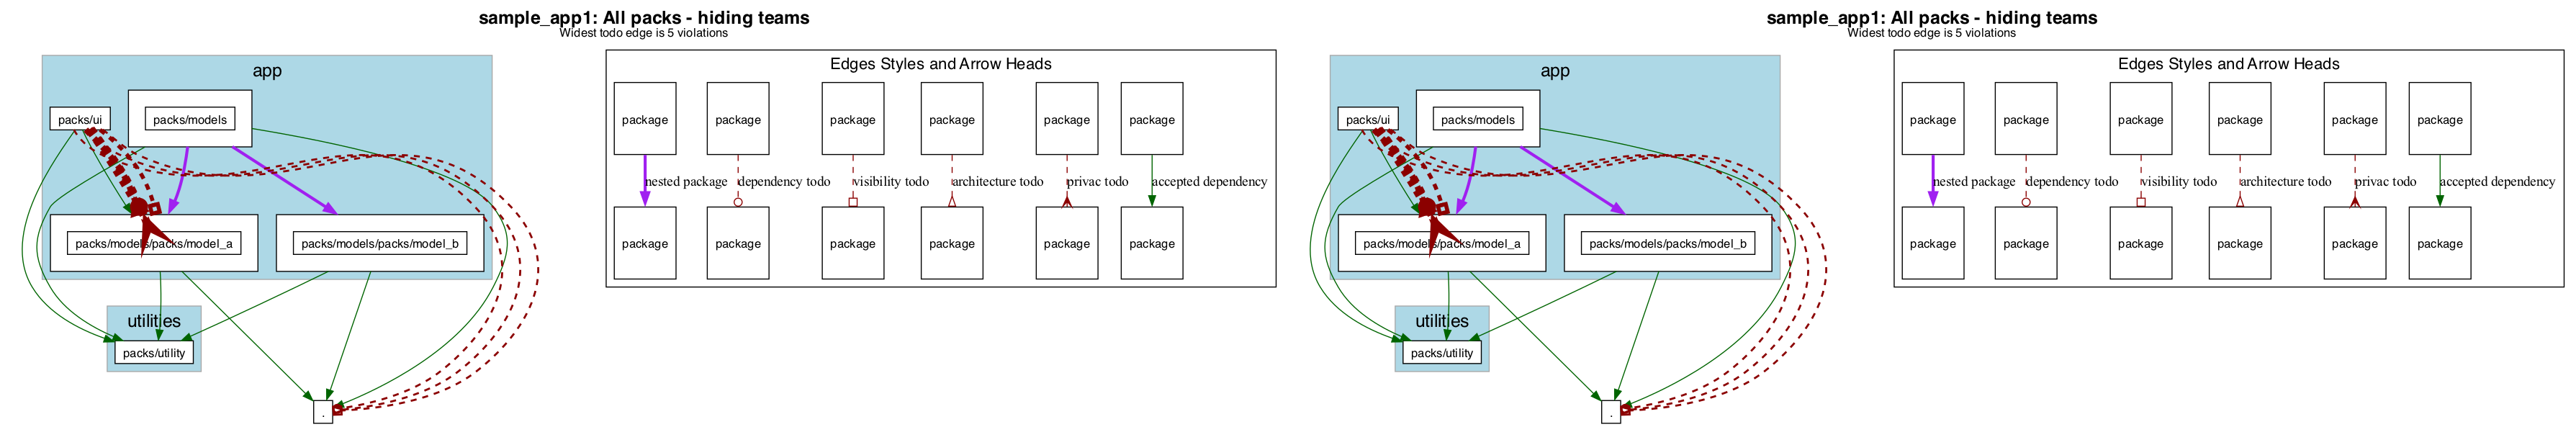 sample_app1: All packs - hiding teams
Widest todo edge is 5 violations
app
packs/ui
packs/models
packs/models/packs/model_a
packs/models/packs/model_b
utilities
packs/utility
.
Edges Styles and Arrow Heads
package package package package package package
nested package dependency todo visibility todo architecture todo privac todo accepted dependency
package package package package package package
sample_app1: All packs - hiding teams
Widest todo edge is 5 violations
app
packs/ui
packs/models
packs/models/packs/model_a
packs/models/packs/model_b
utilities
packs/utility
.
Edges Styles and Arrow Heads
package package package package package package
nested package dependency todo visibility todo architecture todo privac todo accepted dependency
package package package package package package